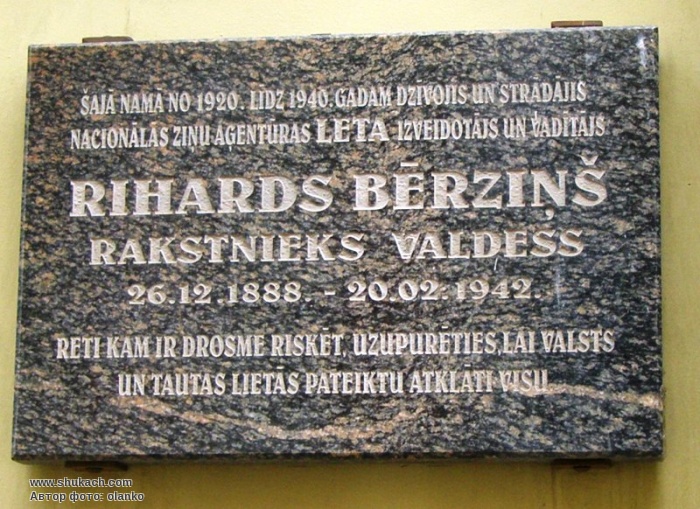 ŠAJĀ NAMĀ NO 1920. LĪDZ 1940. GADAM DZĪVOJIS UN STRĀDĀJIS
NACIONĀLĀS ZIŅU AĢENTŪRAS LETA IZVEIDOTĀJS UN VADĪTĀJS
RIHARDS BĒRZIŅŠ
RAKSTNIEKS VALDESS
26.12.1888. - 20.02.1942.
RETI KAM IR DROSME RISKĒT, UZUPURĒTIES, LAI VALSTS
UN TAUTAS LIETĀS PATEIKTU ATKLĀTI VISU
www.shukach.com
Автор фото: olanko